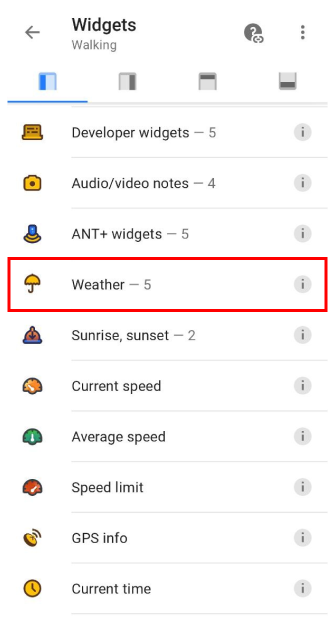 Widgets
Walking
Developer widgets — 5
Audio/video notes — 4
ANT+ widgets — 5
Weather — 5
Sunrise, sunset — 2
Current speed
Average speed
Speed limit
GPS info
Current time